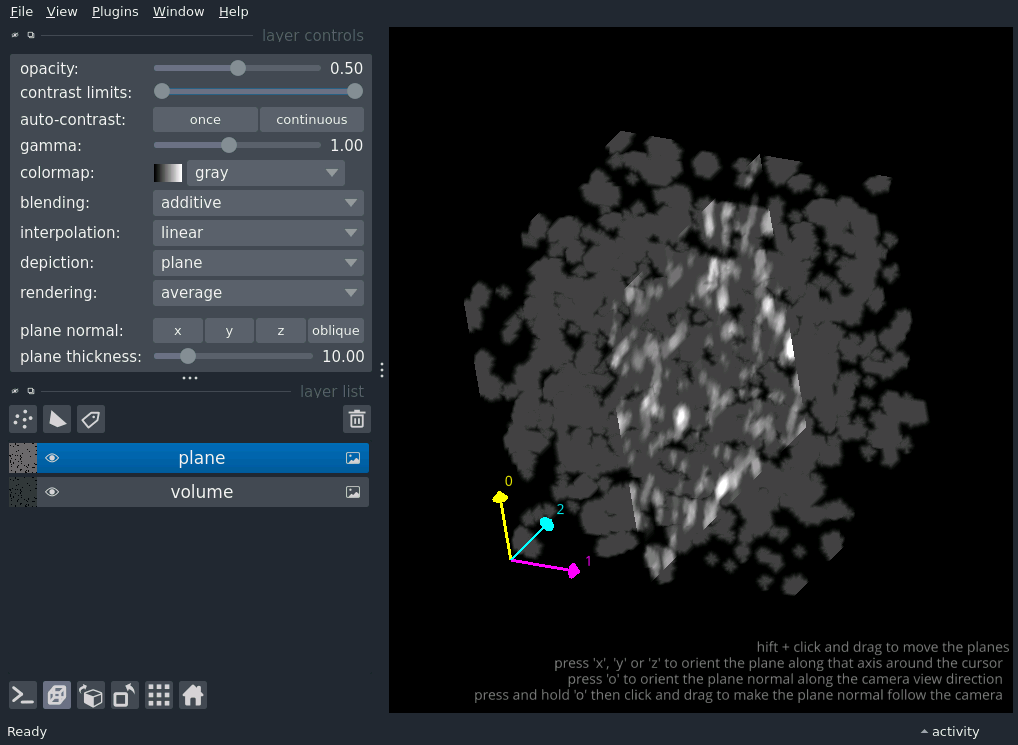 File View Plugins Window Help
layer controls
opacity: 0.50
contrast limits:
auto-contrast: once continuous
gamma: 1.00
colormap: gray
blending: additive
interpolation: linear
depiction: plane
rendering: average
plane normal: x y z oblique
plane thickness: 10.00
layer list
plane
volume
0
2
1
hift + click and drag to move the planes
press 'x', 'y' or 'z' to orient the plane along that axis around the cursor
press 'o' to orient the plane normal along the camera view direction
press and hold 'o' then click and drag to make the plane normal follow the camera
Ready activity